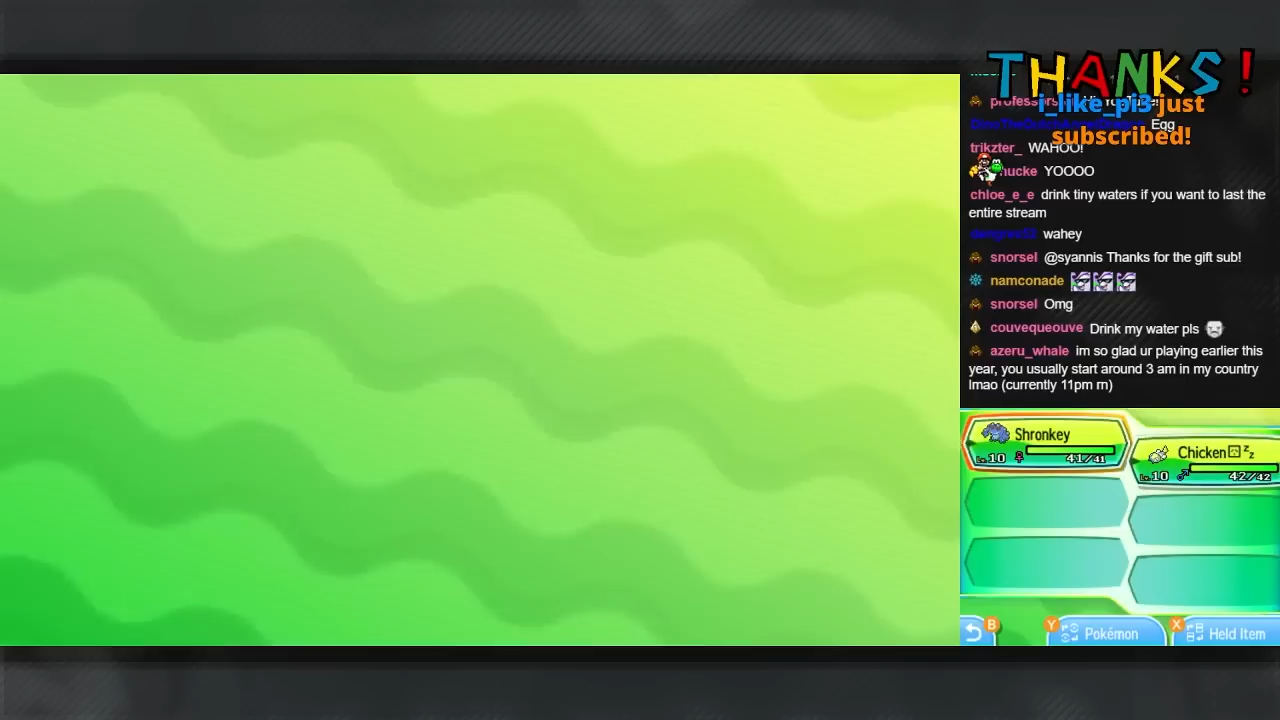 THANKS!
i_like_pi3 just
subscribed!
Egg
trikzter_ WAHOO!
YOOOO
chloe_e_e drink tiny waters if you want to last the
entire stream
wahey
snorsel @syannis Thanks for the gift sub!
namconade
snorsel Omg
couvequeouve Drink my water pls
azeru_whale im so glad ur playing earlier this
year, you usually start around 3 am in my country
lmao (currently 11pm rn)
Shronkey
Lv.10 ♀ 41/41
Chicken zz
Lv.10 ♂ 42/42
B
Y Pokémon
X Held Item